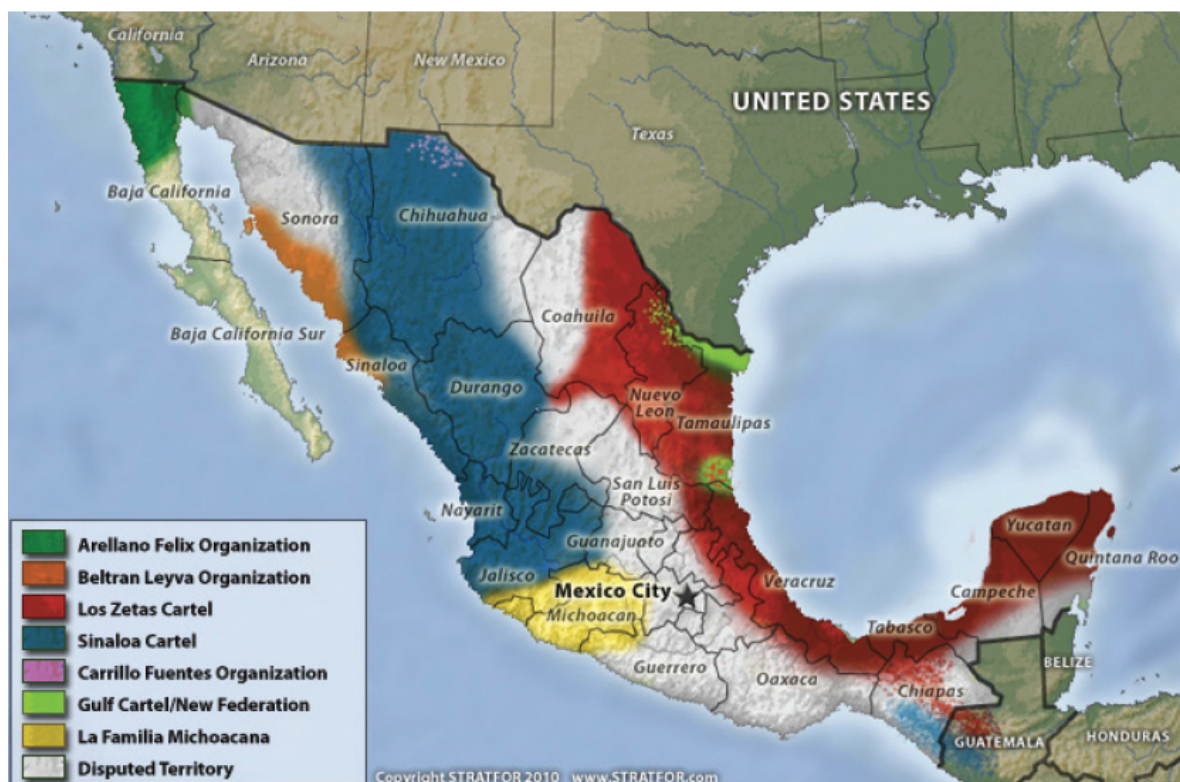 California
Arizona
New Mexico
UNITED STATES
Texas
Baja California
Sonora
Chihuahua
Coahuila
Baja California Sur
Sinaloa
Durango
Nuevo
Leon
Tamaulipas
Zacatecas
San Luis
Potosi
Nayarit
Guanajuato
Yucatan
Quintana Roo
Jalisco
Mexico City
Veracruz
Campeche
Michoacan
Tabasco
Guerrero
Oaxaca
Chiapas
BELIZE
GUATEMALA
HONDURAS
Arellano Felix Organization
Beltran Leyva Organization
Los Zetas Cartel
Sinaloa Cartel
Carrillo Fuentes Organization
Gulf Cartel/New Federation
La Familia Michoacana
Disputed Territory
Copyright STRATFOR 2010 www.STRATFOR.com